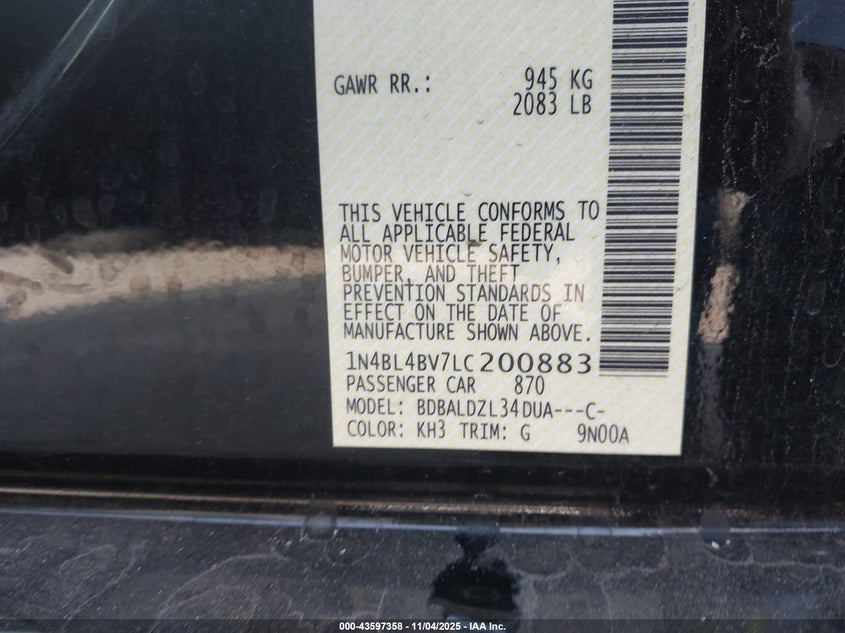 GAWR RR.: 945 KG
2083 LB
THIS VEHICLE CONFORMS TO
ALL APPLICABLE FEDERAL
MOTOR VEHICLE SAFETY,
BUMPER, AND THEFT
PREVENTION STANDARDS IN
EFFECT ON THE DATE OF
MANUFACTURE SHOWN ABOVE.
1N4BL4BV7LC200883
PASSENGER CAR 870
MODEL: BDBALDZL34DUA---C-
COLOR: KH3 TRIM: G 9N00A
000-43597358 - 11/04/2025 - IAA Inc.